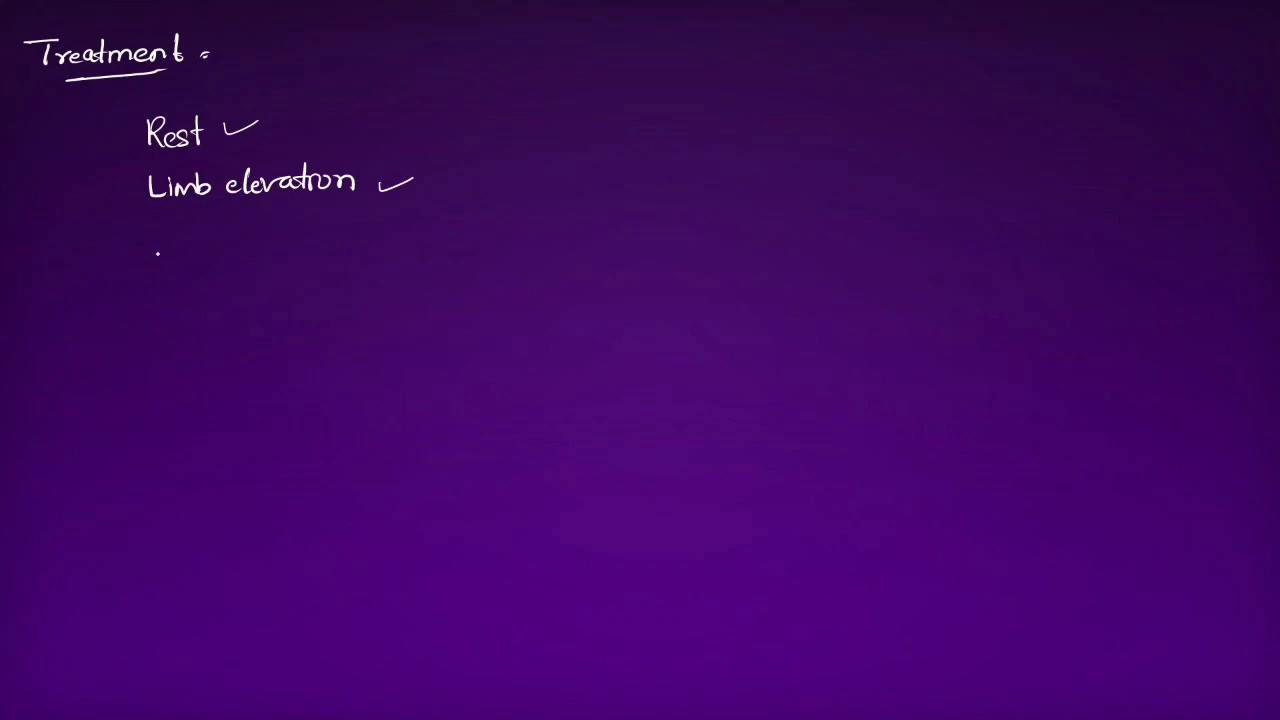 Treatment :
Rest ✓
Limb elevation ✓